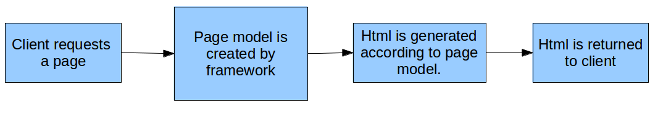 Client requests
a page
Page model is
created by
framework
Html is generated
according to page
model.
Html is returned
to client